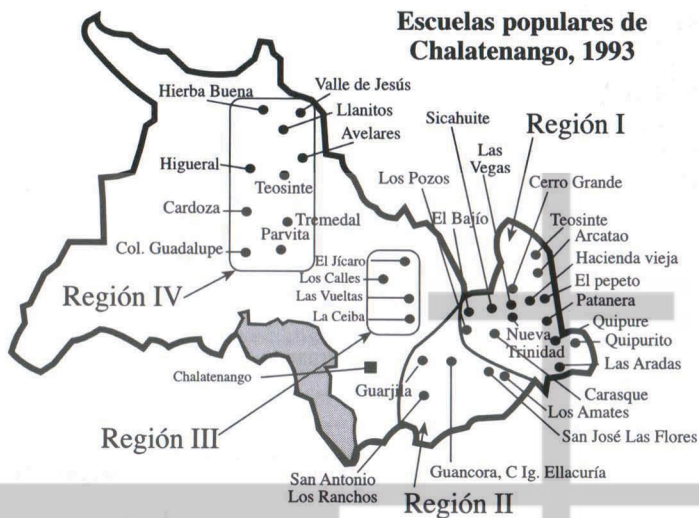 Escuelas populares de
Chalatenango, 1993
Hierba Buena
Valle de Jesús
Llanitos
Avelares
Higueral
Teosinte
Cardoza
Tremedal
Parvita
Col. Guadalupe
Región IV
El Jícaro
Los Calles
Las Vueltas
La Ceiba
Chalatenango
Región III
Sicahuite
Región I
Las
Vegas
Los Pozos
Cerro Grande
El Bajío
Teosinte
Arcatao
Hacienda vieja
El pepeto
Patanera
Nueva
Trinidad
Quipure
Quipurito
Las Aradas
Carasque
Los Amates
San José Las Flores
Guarjila
Guancora, C Ig. Ellacuría
San Antonio
Los Ranchos
Región II